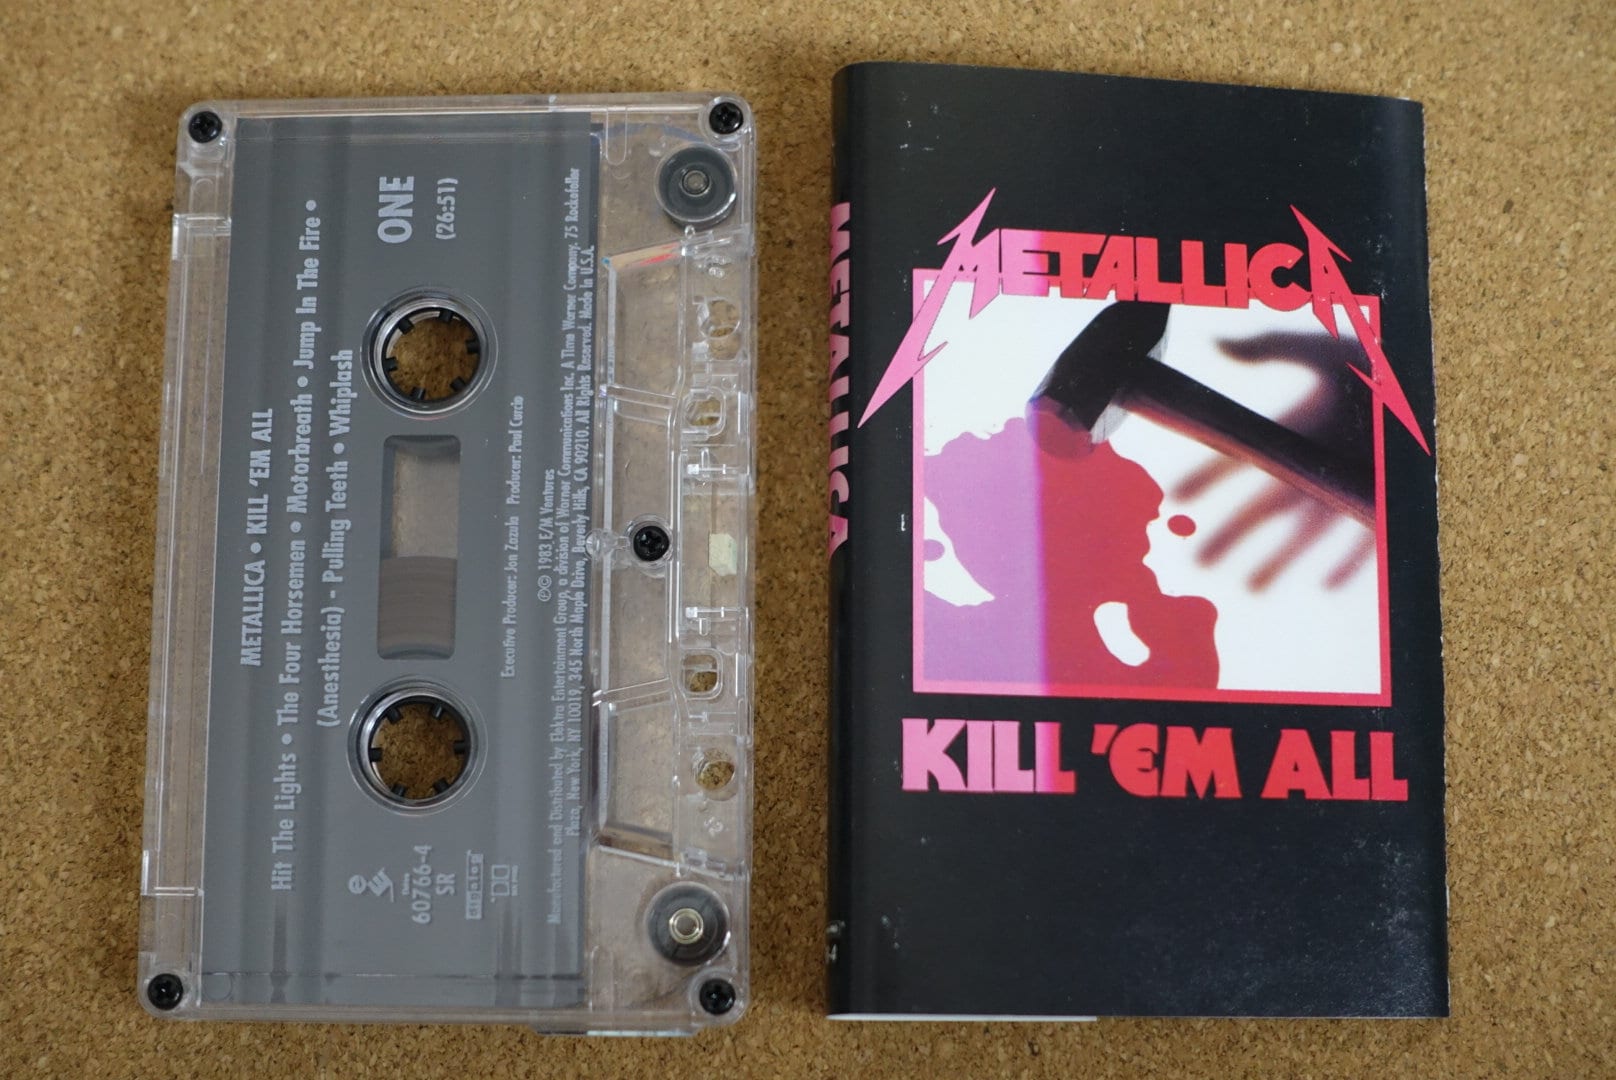 METALLICA • KILL 'EM ALL
Hit The Lights • The Four Horsemen • Motorbreath • Jump In The Fire •
(Anesthesia) - Pulling Teeth • Whiplash
ONE
(26:51)
60766-4
SR
Executive Producer: Jon Zazula Producer: Paul Curcio
℗© 1983 E/M Ventures
Manufactured and Distributed by Elektra Entertainment Group, a division of Warner Communications Inc. A Time Warner Company. 75 Rockefeller
Plaza, New York, NY 10019, 345 North Maple Drive, Beverly Hills, CA 90210. All Rights Reserved. Made in U.S.A.
METALLICA
METALLICA
KILL 'EM ALL